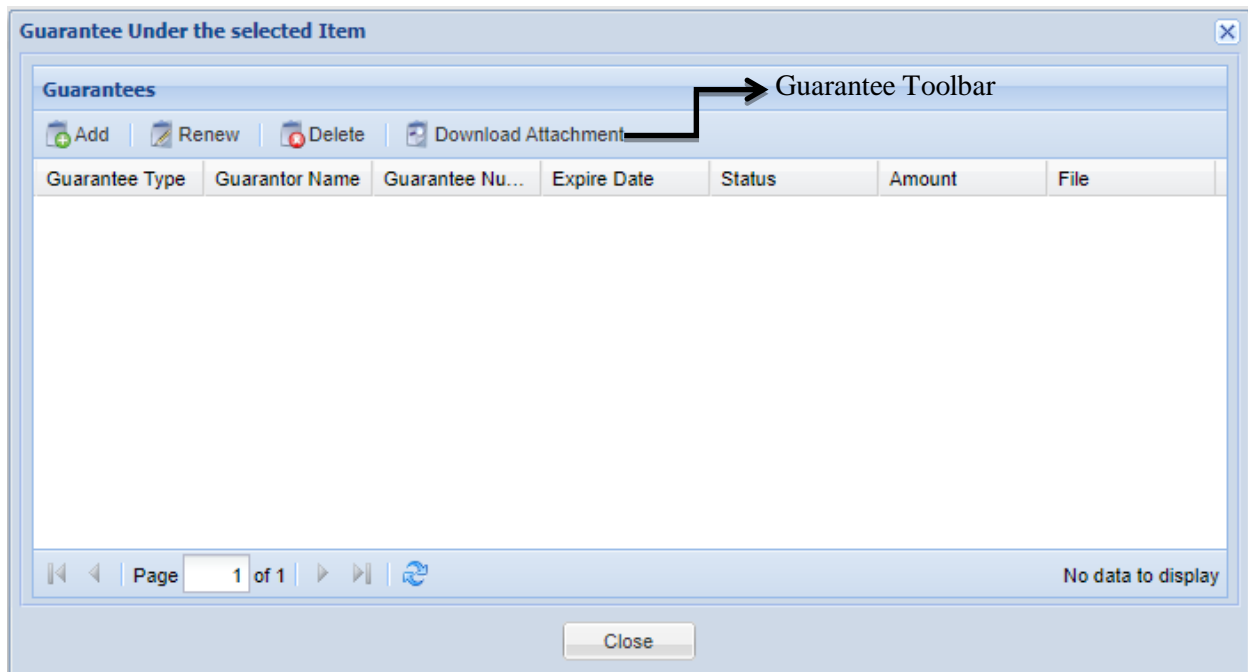 Guarantee Under the selected Item
Guarantees
Guarantee Toolbar
Add Renew Delete Download Attachment
Guarantee Type Guarantor Name Guarantee Nu... Expire Date Status Amount File
Page 1 of 1 No data to display
Close